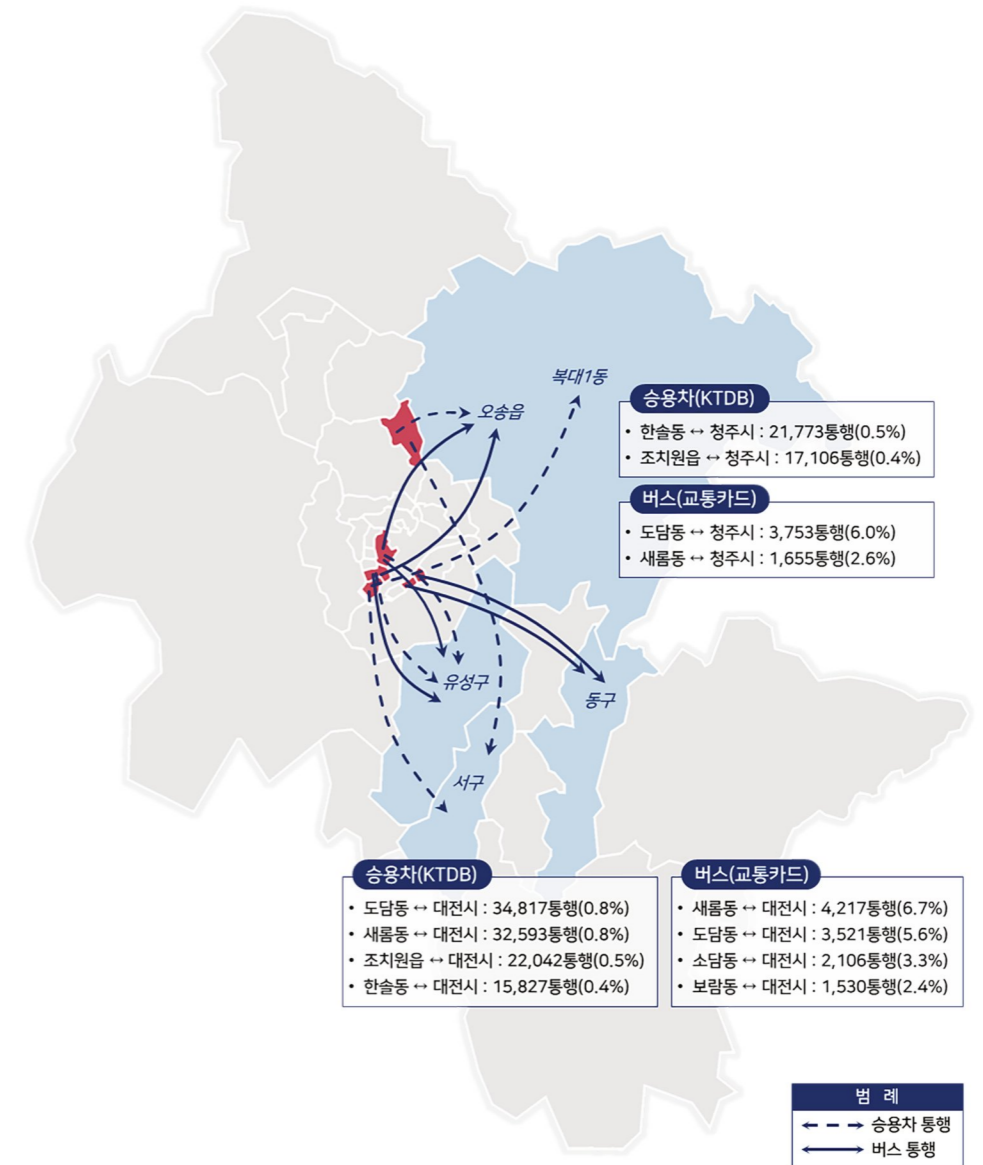 복대1동
오송읍
승용차(KTDB)
• 한솔동 ↔ 청주시 : 21,773통행(0.5%)
• 조치원읍 ↔ 청주시 : 17,106통행(0.4%)
버스(교통카드)
• 도담동 ↔ 청주시 : 3,753통행(6.0%)
• 새롬동 ↔ 청주시 : 1,655통행(2.6%)
유성구
동구
서구
승용차(KTDB)
• 도담동 ↔ 대전시 : 34,817통행(0.8%)
• 새롬동 ↔ 대전시 : 32,593통행(0.8%)
• 조치원읍 ↔ 대전시 : 22,042통행(0.5%)
• 한솔동 ↔ 대전시 : 15,827통행(0.4%)
버스(교통카드)
• 새롬동 ↔ 대전시 : 4,217통행(6.7%)
• 도담동 ↔ 대전시 : 3,521통행(5.6%)
• 소담동 ↔ 대전시 : 2,106통행(3.3%)
• 보람동 ↔ 대전시 : 1,530통행(2.4%)
범 례
승용차 통행
버스 통행